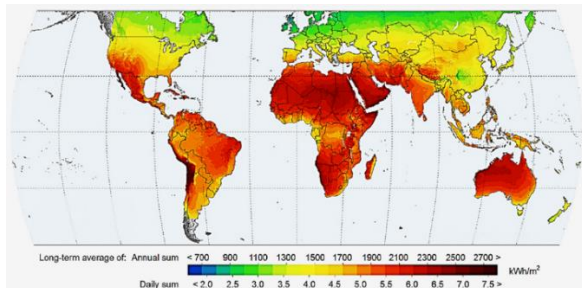 Long-term average of: Annual sum < 700 900 1100 1300 1500 1700 1900 2100 2300 2500 2700 >
kWh/m²
Daily sum < 2.0 2.5 3.0 3.5 4.0 4.5 5.0 5.5 6.0 6.5 7.0 7.5 >